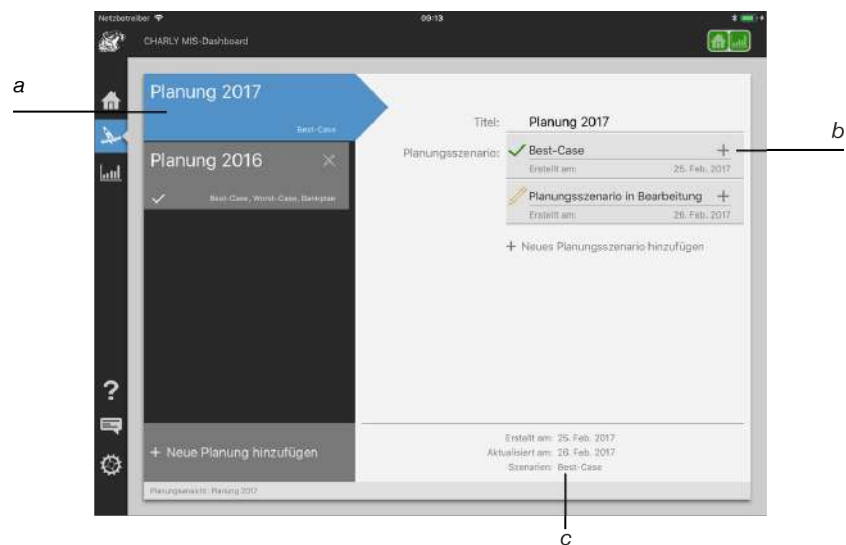 Netzbetreiber 09:13
CHARLY MIS-Dashboard
a
Planung 2017
Best-Case
Planung 2016
Best-Case, Worst-Case, Bankplan
+ Neue Planung hinzufügen
Titel: Planung 2017
Planungsszenario: Best-Case
Erstellt am: 25. Feb. 2017
Planungsszenario in Bearbeitung
Erstellt am: 26. Feb. 2017
+ Neues Planungsszenario hinzufügen
b
Erstellt am: 25. Feb. 2017
Aktualisiert am: 26. Feb. 2017
Szenarien: Best-Case
Planungsansicht: Planung 2017
?
c